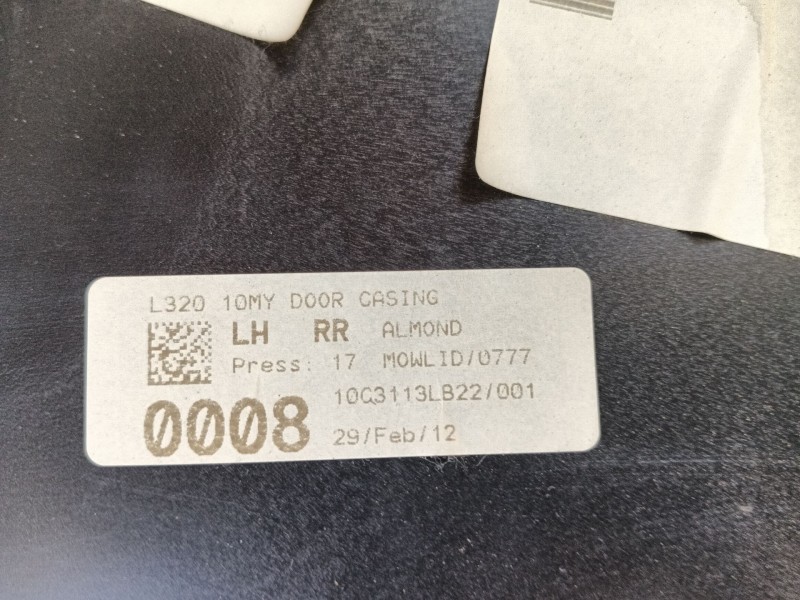 L320 10MY DOOR CASING
LH RR ALMOND
Press: 17 MOWLID/0777
10C3113LB22/001
0008
29/Feb/12